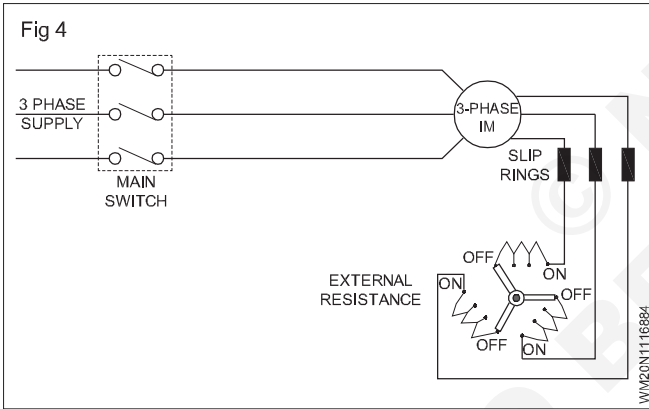 Fig 4
3 PHASE
SUPPLY
MAIN
SWITCH
3-PHASE
IM
SLIP
RINGS
EXTERNAL
RESISTANCE
OFF
ON
ON
OFF
OFF
ON
WM20N1116884